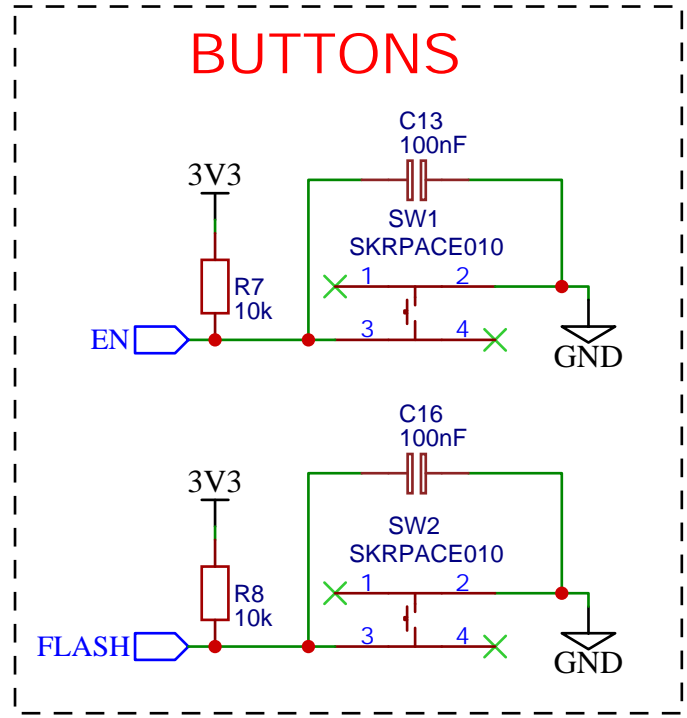 BUTTONS
C13
100nF
3V3
SW1
SKRPACE010
1 2
R7
10k
3 4
EN
GND
C16
100nF
3V3
SW2
SKRPACE010
1 2
R8
10k
3 4
FLASH
GND